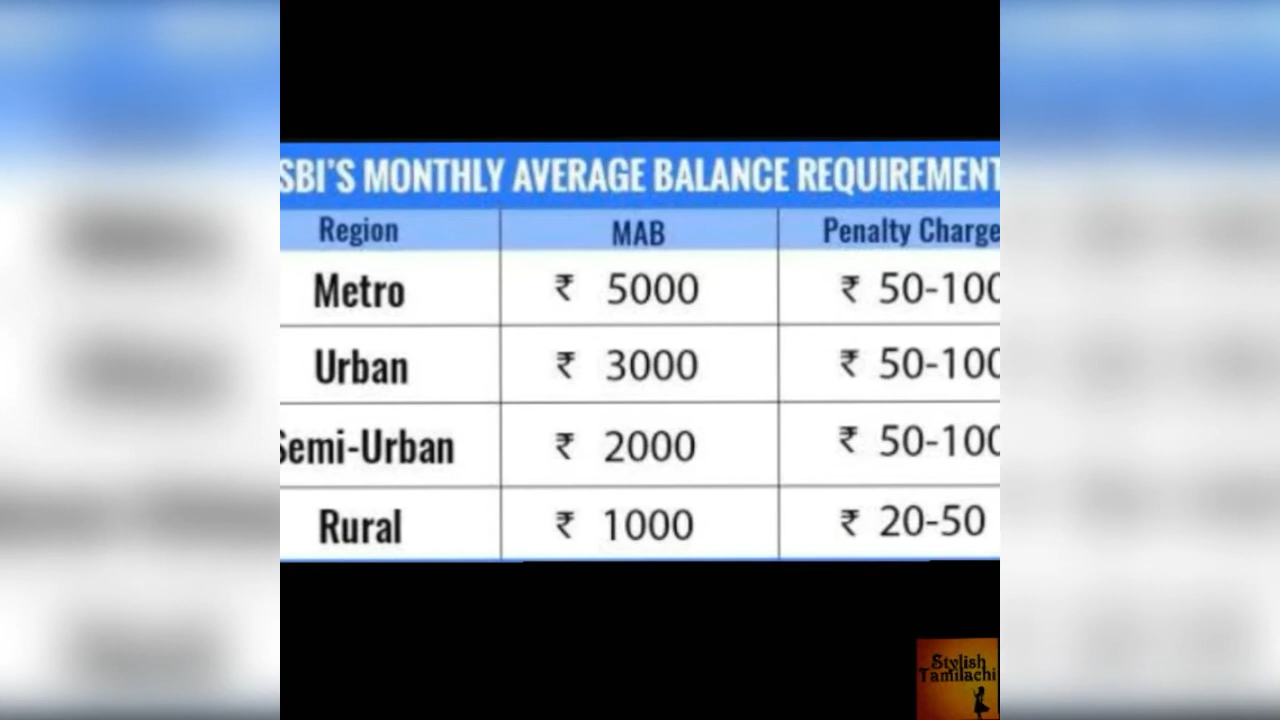 SBI'S MONTHLY AVERAGE BALANCE REQUIREMENT
Region MAB Penalty Charge
Metro ₹ 5000 ₹ 50-100
Urban ₹ 3000 ₹ 50-100
Semi-Urban ₹ 2000 ₹ 50-100
Rural ₹ 1000 ₹ 20-50
Stylish
Tamilachi